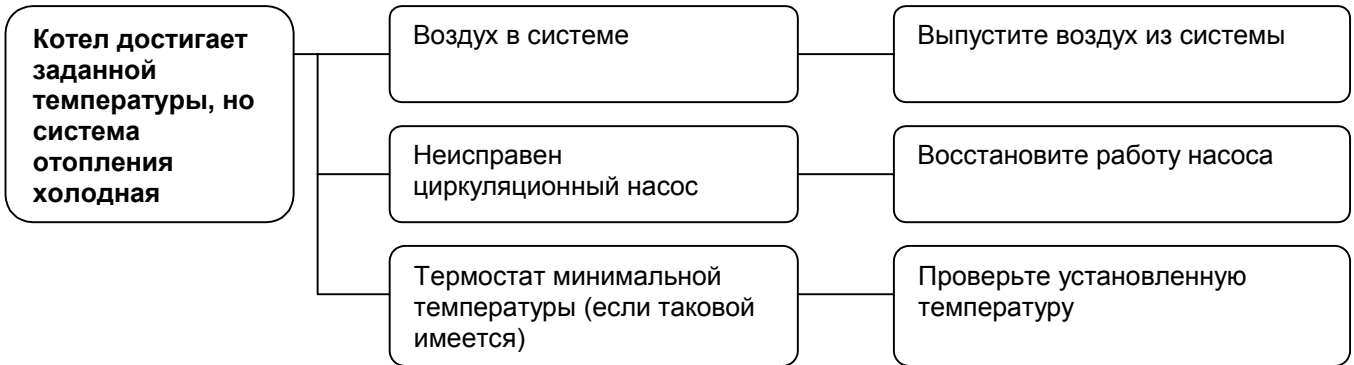 Котел достигает
заданной
температуры, но
система
отопления
холодная
Воздух в системе
Выпустите воздух из системы
Неисправен
циркуляционный насос
Восстановите работу насоса
Термостат минимальной
температуры (если таковой
имеется)
Проверьте установленную
температуру